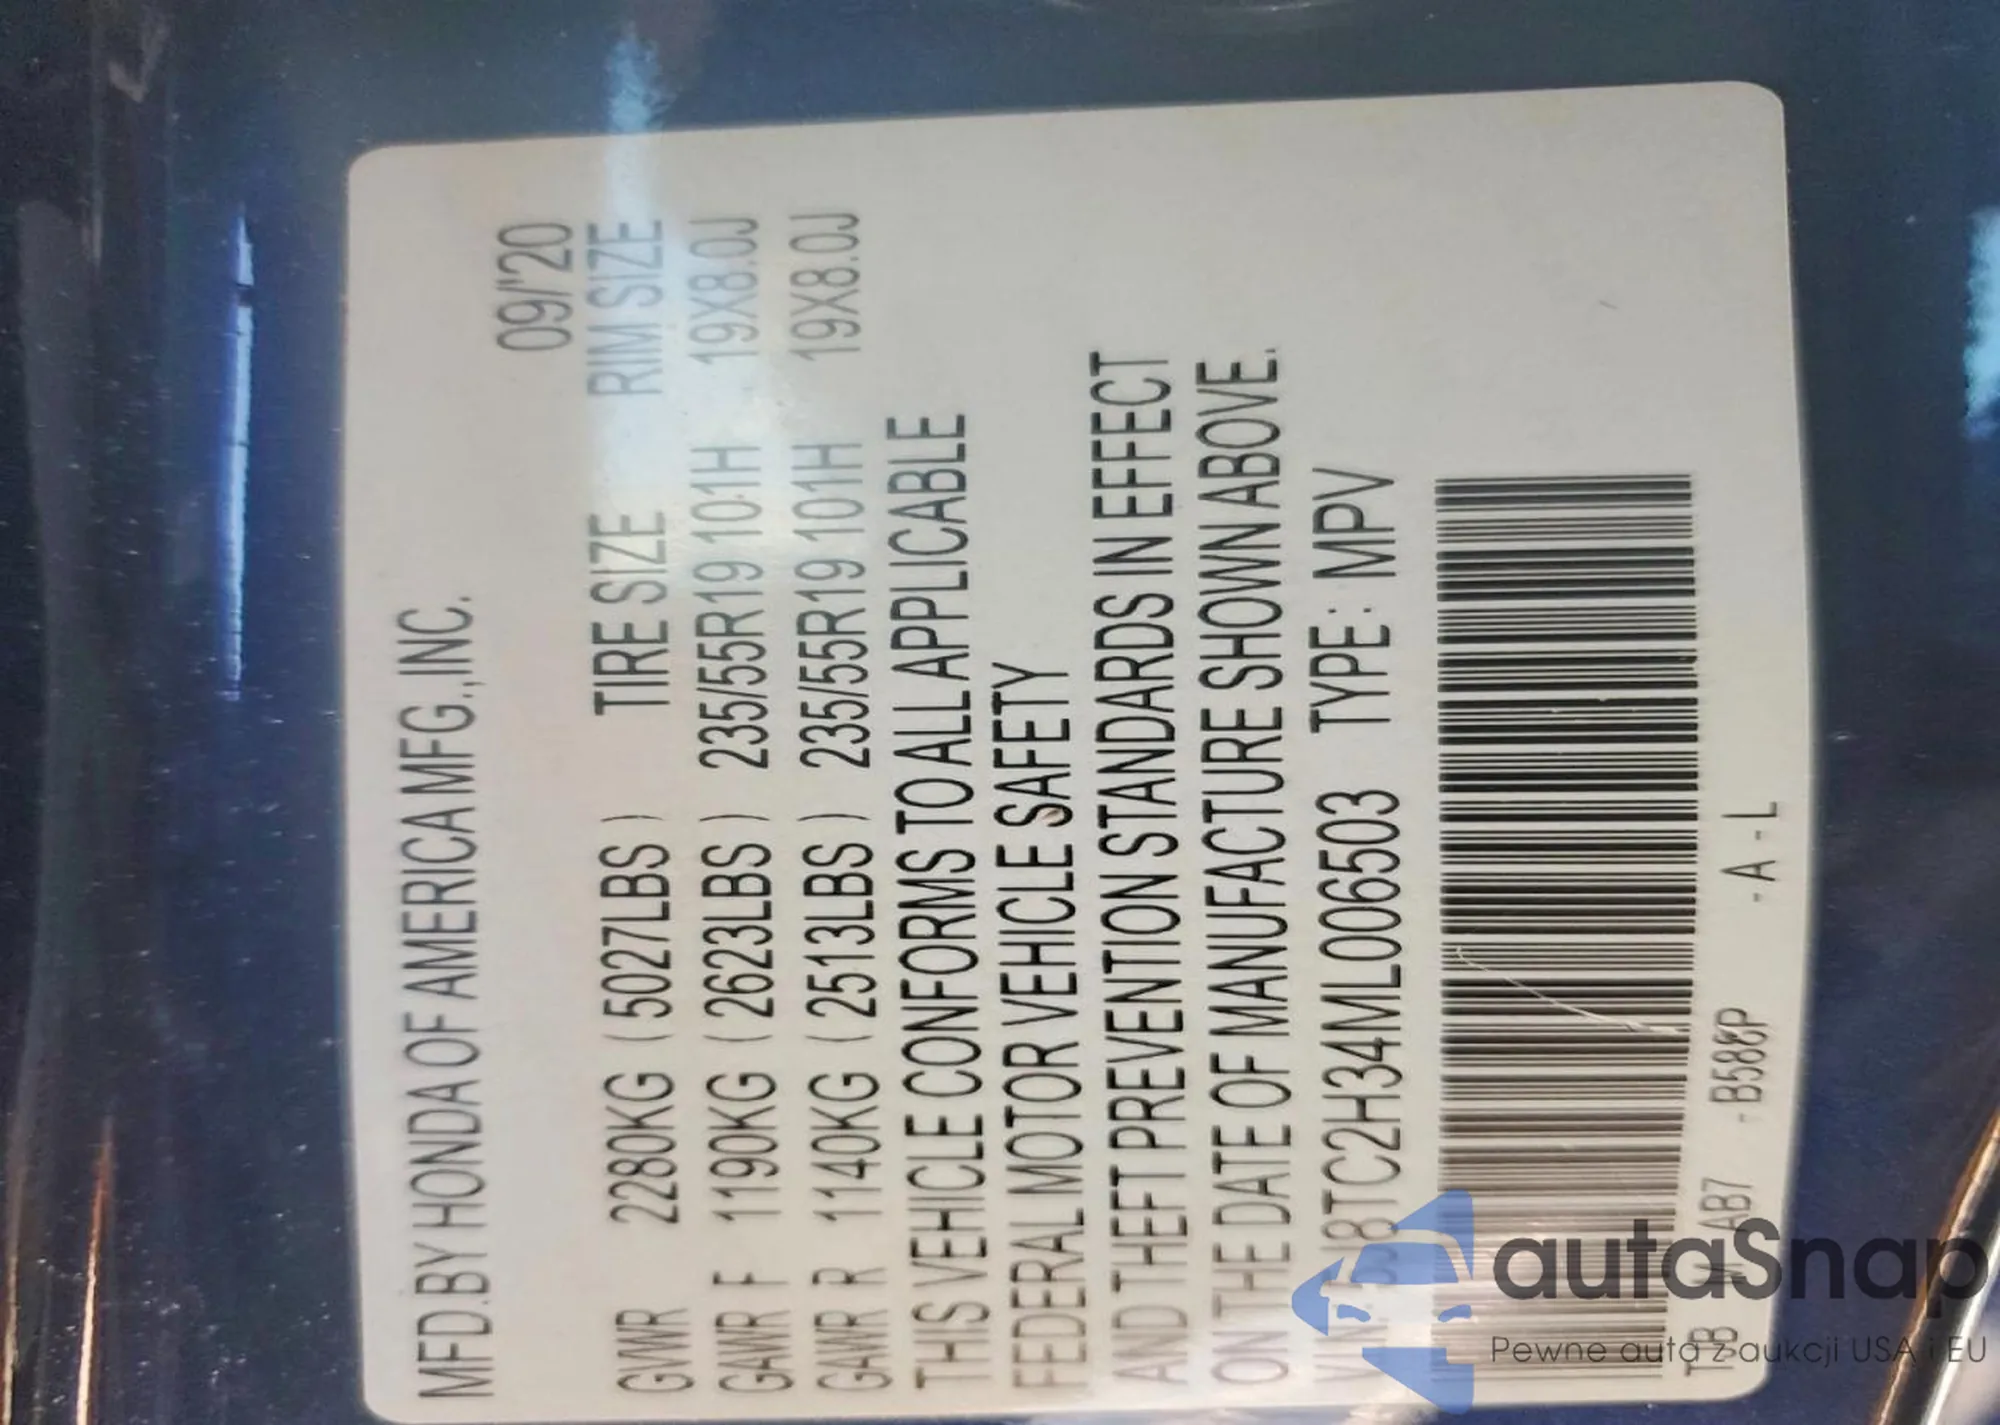 MFD.BY HONDA OF AMERICA MFG.,INC.
09/'20
GVWR 2280KG (5027LBS) TIRE SIZE RIM SIZE
GAWR F 1190KG (2623LBS) 235/55R19 101H 19X8.0J
GAWR R 1140KG (2513LBS) 235/55R19 101H 19X8.0J
THIS VEHICLE CONFORMS TO ALL APPLICABLE
FEDERAL MOTOR VEHICLE SAFETY
AND THEFT PREVENTION STANDARDS IN EFFECT
ON THE DATE OF MANUFACTURE SHOWN ABOVE.
5J8TC2H34ML006503 TYPE: MPV
AB7 -B588P -A-L
autaSnap
Pewne auta z aukcji USA i EU